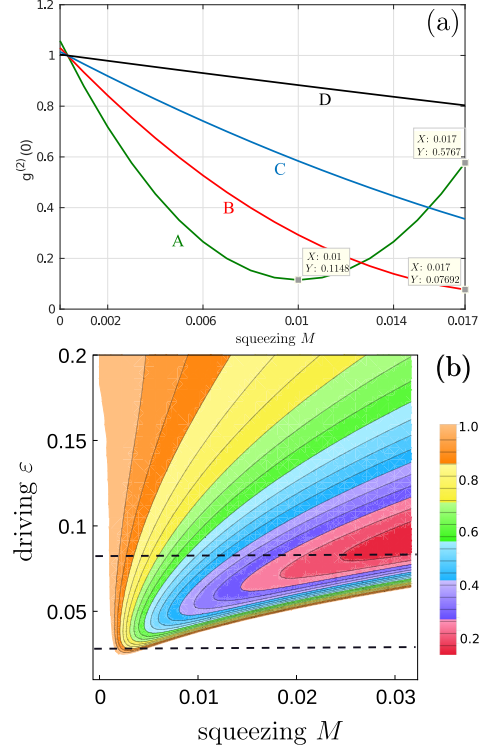 1.2
(a)
1
0.8
0.6
0.4
0.2
0
g(2)(0)
D
C
B
A
X: 0.017
Y: 0.5767
X: 0.01
Y: 0.1148
X: 0.017
Y: 0.07692
0 0.002 0.006 0.01 0.014 0.017
squeezing M
(b)
0.2
0.15
0.1
0.05
driving ε
1.0
0.8
0.6
0.4
0.2
0 0.01 0.02 0.03
squeezing M